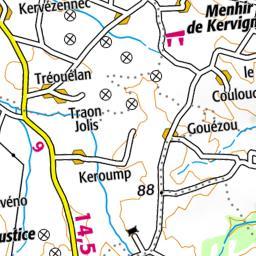 Kervézennec
Menhir
de Kervign
Tréouélan
le
Coulouc
Traon
Jolis
Gouézou
9
Keroump
88
véno
14,5
ustice